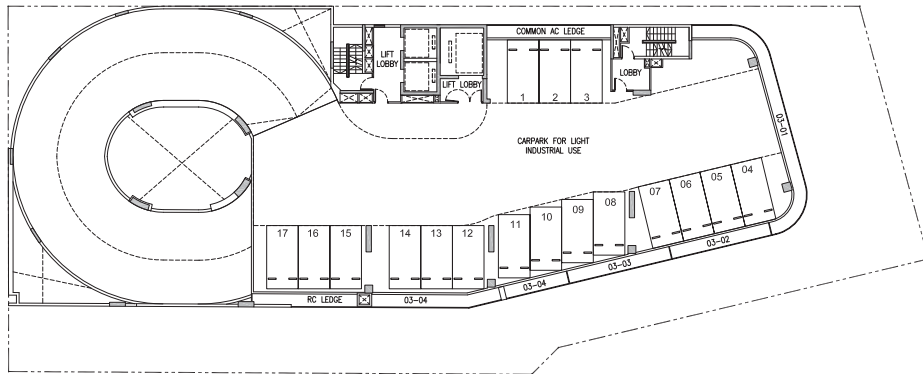 COMMON AC LEDGE
LIFT
LOBBY
LIFT LOBBY
LOBBY
1
2
3
03-01
CARPARK FOR LIGHT
INDUSTRIAL USE
07
06
05
04
11
10
09
08
17
16
15
14
13
12
03-02
03-03
03-04
RC LEDGE
03-04